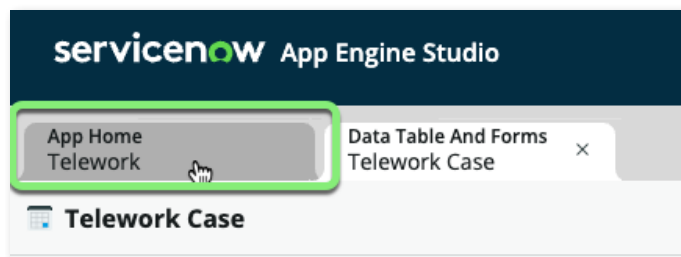 servicenow App Engine Studio
App Home
Telework
Data Table And Forms
Telework Case
Telework Case